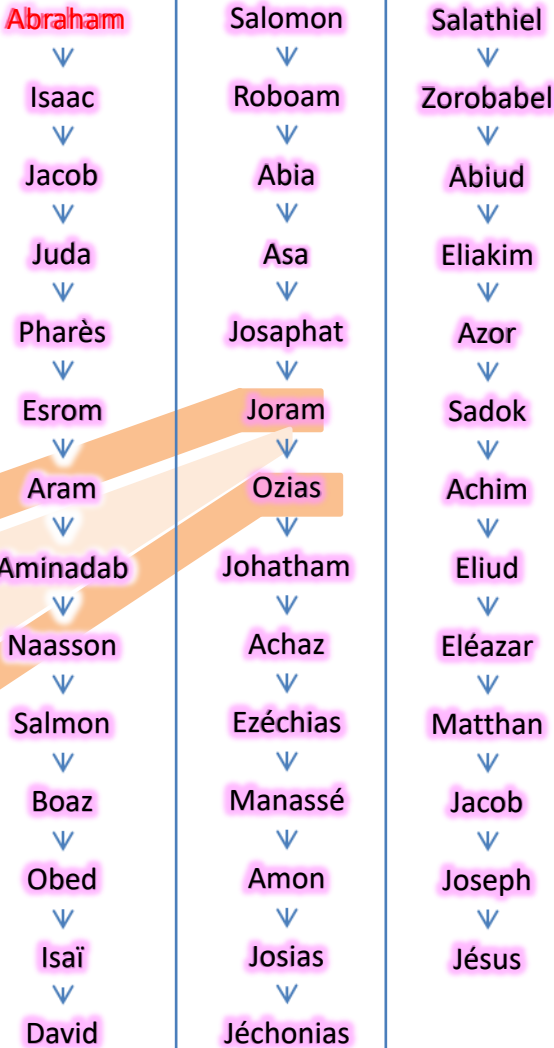 Abraham
Isaac
Jacob
Juda
Pharès
Esrom
Aram
Aminadab
Naasson
Salmon
Boaz
Obed
Isaï
David
Salomon
Roboam
Abia
Asa
Josaphat
Joram
Ozias
Johatham
Achaz
Ezéchias
Manassé
Amon
Josias
Jéchonias
Salathiel
Zorobabel
Abiud
Eliakim
Azor
Sadok
Achim
Eliud
Eléazar
Matthan
Jacob
Joseph
Jésus